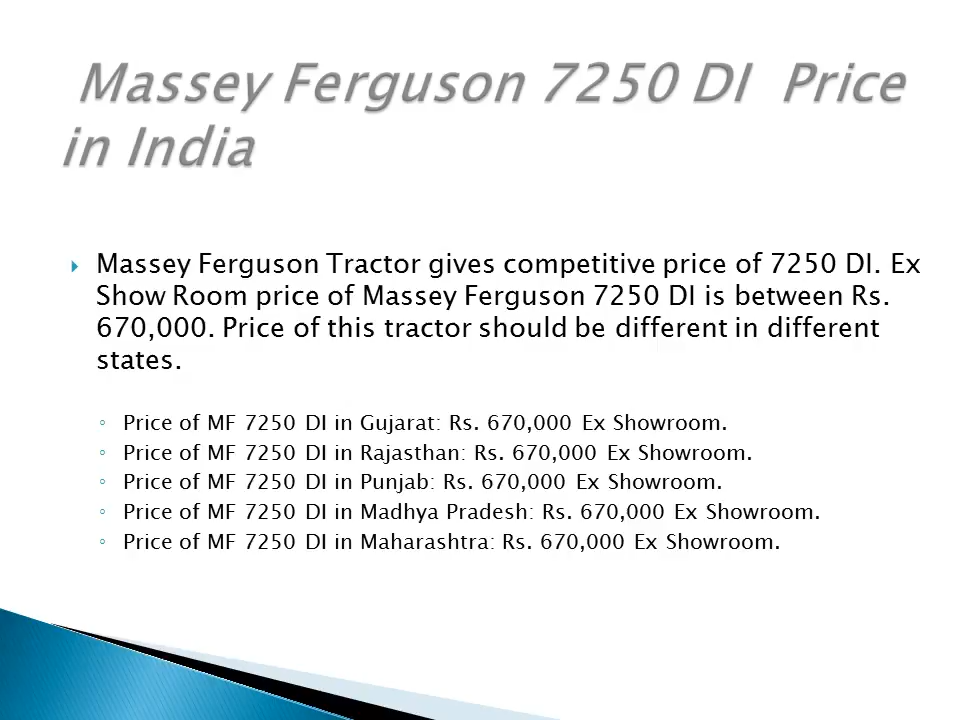 Massey Ferguson 7250 DI Price
in India
Massey Ferguson Tractor gives competitive price of 7250 DI. Ex
Show Room price of Massey Ferguson 7250 DI is between Rs.
670,000. Price of this tractor should be different in different
states.
Price of MF 7250 DI in Gujarat: Rs. 670,000 Ex Showroom.
Price of MF 7250 DI in Rajasthan: Rs. 670,000 Ex Showroom.
Price of MF 7250 DI in Punjab: Rs. 670,000 Ex Showroom.
Price of MF 7250 DI in Madhya Pradesh: Rs. 670,000 Ex Showroom.
Price of MF 7250 DI in Maharashtra: Rs. 670,000 Ex Showroom.